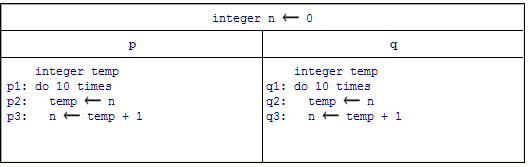 integer n ← 0
p
q
integer temp
p1: do 10 times
p2: temp ← n
p3: n ← temp + 1
integer temp
q1: do 10 times
q2: temp ← n
q3: n ← temp + 1